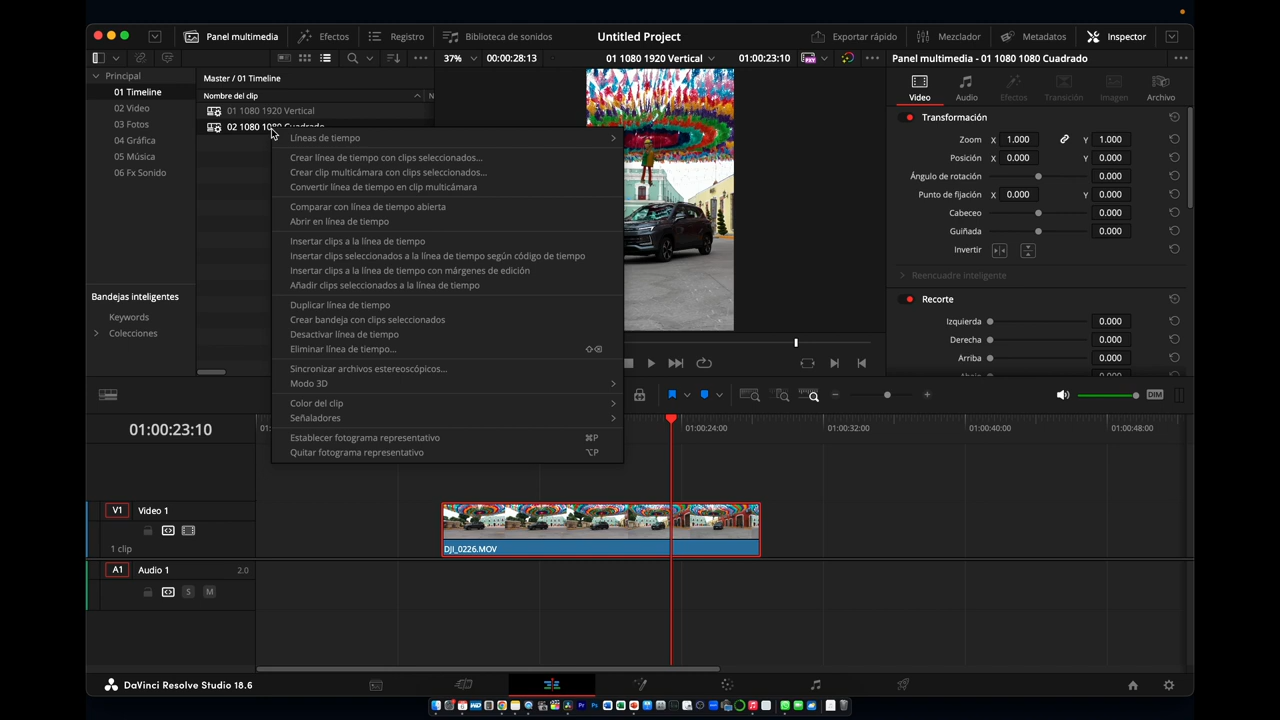 Panel multimedia
Efectos
Registro
Biblioteca de sonidos
Untitled Project
Exportar rápido
Mezclador
Metadatos
Inspector
37%
00:00:28:13
01 1080 1920 Vertical
01:00:23:10
Panel multimedia - 01 1080 1080 Cuadrado
Principal
01 Timeline
02 Video
03 Fotos
04 Gráfica
05 Música
06 Fx Sonido
Bandejas inteligentes
Keywords
Colecciones
Master / 01 Timeline
Nombre del clip
N
01 1080 1920 Vertical
02 1080 1080 Cuadrado
Líneas de tiempo
Crear línea de tiempo con clips seleccionados...
Crear clip multicámara con clips seleccionados...
Convertir línea de tiempo en clip multicámara
Comparar con línea de tiempo abierta
Abrir en línea de tiempo
Insertar clips a la línea de tiempo
Insertar clips seleccionados a la línea de tiempo según código de tiempo
Insertar clips a la línea de tiempo con márgenes de edición
Añadir clips seleccionados a la línea de tiempo
Duplicar línea de tiempo
Crear bandeja con clips seleccionados
Desactivar línea de tiempo
Eliminar línea de tiempo...
Sincronizar archivos estereoscópicos...
Modo 3D
Color del clip
Señaladores
Establecer fotograma representativo ⌘P
Quitar fotograma representativo ⌥P
Video
Audio
Efectos
Transición
Imagen
Archivo
Transformación
Zoom X 1.000 Y 1.000
Posición X 0.000 Y 0.000
Ángulo de rotación 0.000
Punto de fijación X 0.000 Y 0.000
Cabeceo 0.000
Guiñada 0.000
Invertir
Reencuadre inteligente
Recorte
Izquierda 0.000
Derecha 0.000
Arriba 0.000
DIM
01:00:23:10
01:00:24:00
01:00:32:00
01:00:40:00
01:00:48:00
V1 Video 1
1 clip
DJI_0226.MOV
A1 Audio 1 2.0
S M
DaVinci Resolve Studio 18.6